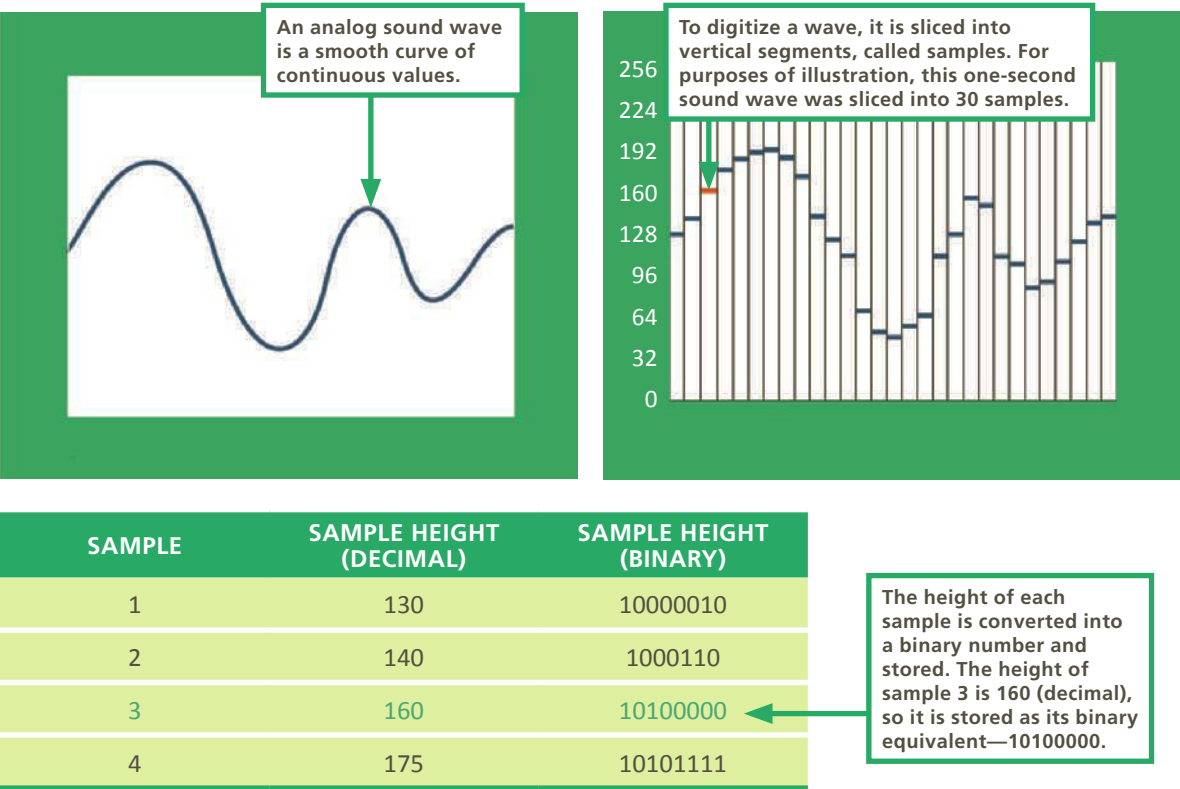 An analog sound wave
is a smooth curve of
continuous values.
To digitize a wave, it is sliced into
vertical segments, called samples. For
purposes of illustration, this one-second
sound wave was sliced into 30 samples.
256
224
192
160
128
96
64
32
0
SAMPLE
SAMPLE HEIGHT
(DECIMAL)
SAMPLE HEIGHT
(BINARY)
1 130 10000010
2 140 1000110
3 160 10100000
4 175 10101111
The height of each
sample is converted into
a binary number and
stored. The height of
sample 3 is 160 (decimal),
so it is stored as its binary
equivalent—10100000.